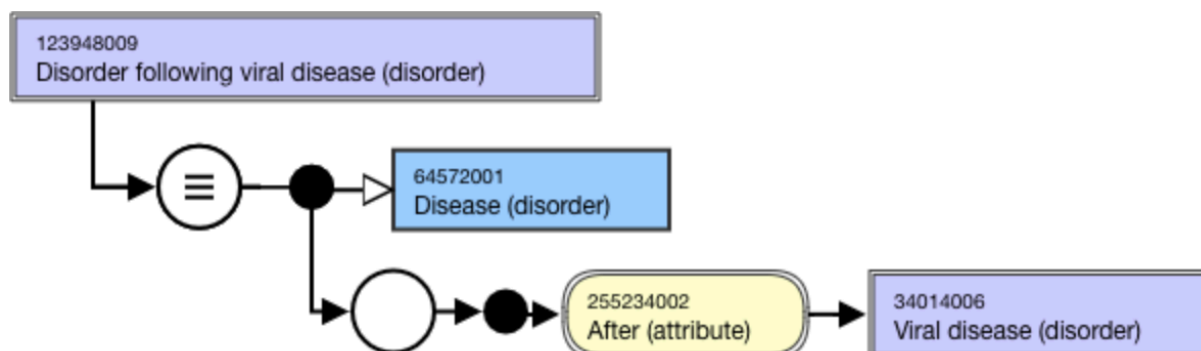 123948009
Disorder following viral disease (disorder)
64572001
Disease (disorder)
255234002
After (attribute)
34014006
Viral disease (disorder)